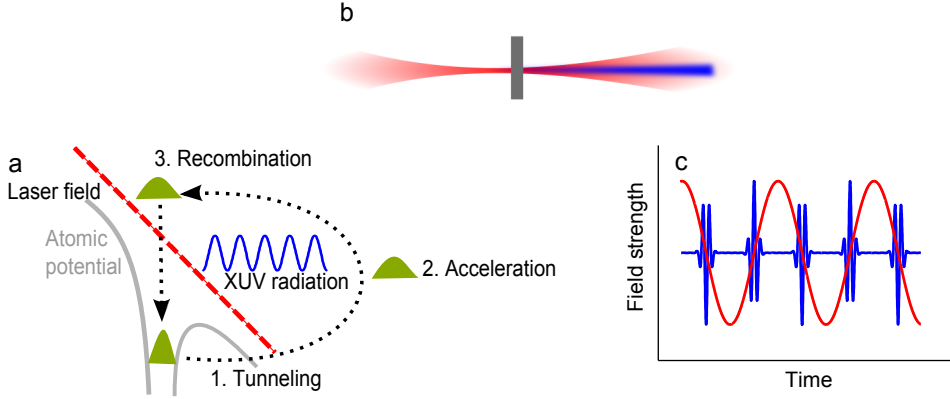 b
a
3. Recombination
Laser field
Atomic
potential
XUV radiation
2. Acceleration
1. Tunneling
c
Field strength
Time